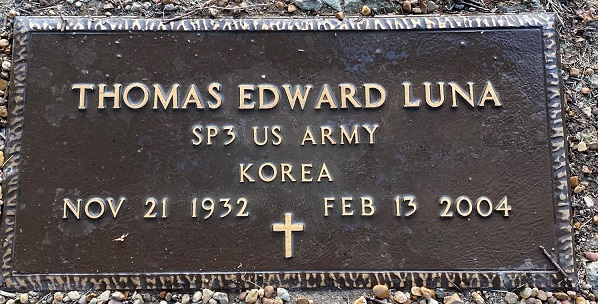 THOMAS EDWARD LUNA
SP3 US ARMY
KOREA
NOV 21 1932 FEB 13 2004